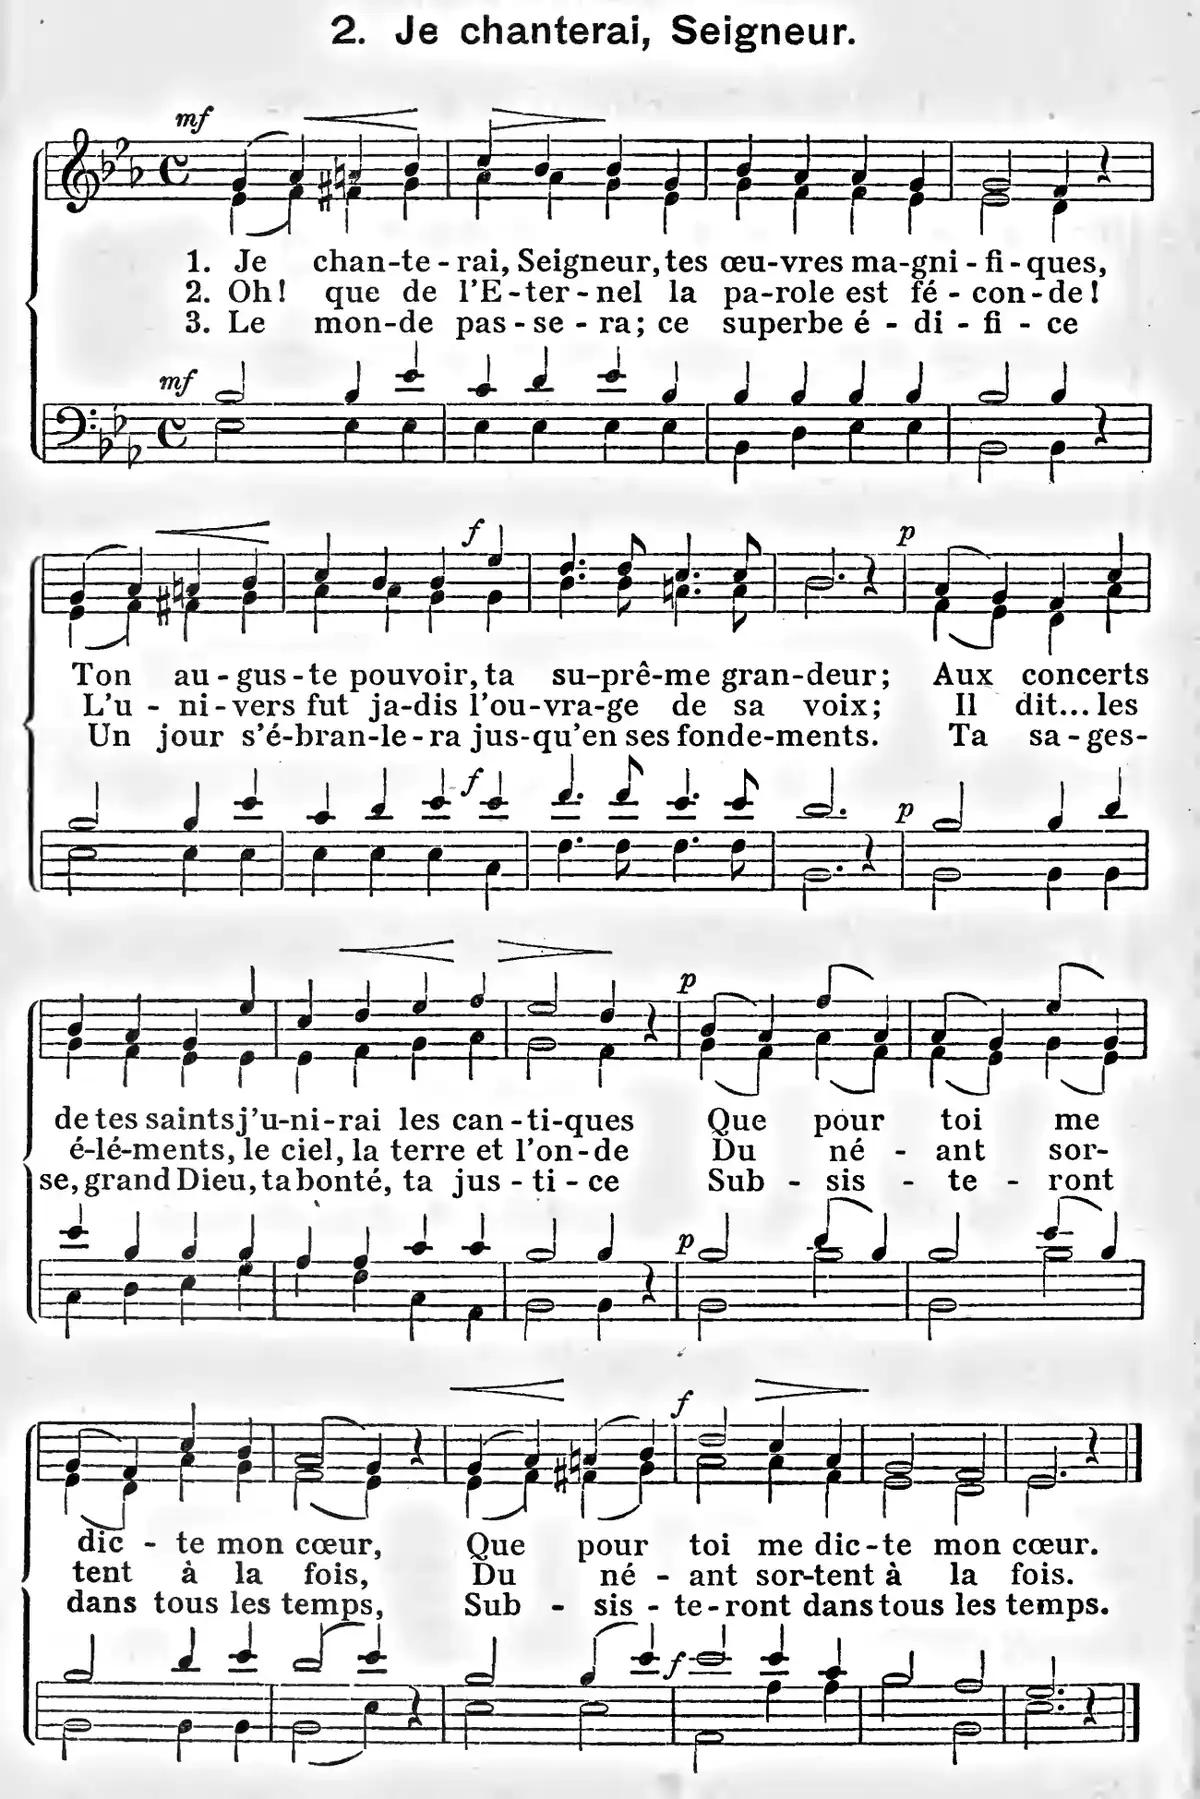 2. Je chanterai, Seigneur.
mf
1. Je chan-te-rai, Seigneur, tes œu-vres ma-gni-fi-ques,
2. Oh! que de l'E-ter-nel la pa-role est fé-con-de!
3. Le mon-de pas-se-ra; ce superbe é-di-fi-ce
mf
f p
Ton au-gus-te pouvoir, ta su-prê-me gran-deur; Aux concerts
L'u-ni-vers fut ja-dis l'ou-vra-ge de sa voix; Il dit... les
Un jour s'é-bran-le-ra jus-qu'en ses fonde-ments. Ta sa-ges-
f p
p
de tes saints j'u-ni-rai les can-ti-ques Que pour toi me
é-lé-ments, le ciel, la terre et l'on-de Du né-ant sor-
se, grand Dieu, ta bonté, ta jus-ti-ce Sub-sis-te-ront
p
f
dic-te mon cœur, Que pour toi me dic-te mon cœur.
tent à la fois, Du né-ant sor-tent à la fois.
dans tous les temps, Sub-sis-te-ront dans tous les temps.
f